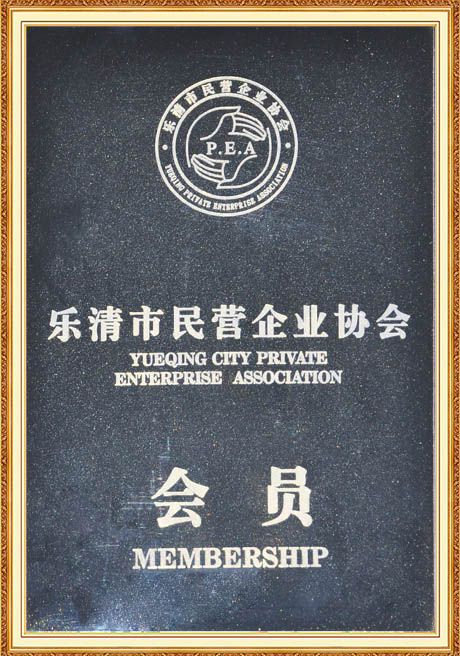 乐清市民营企业协会
P.E.A
YUEQING PRIVATE ENTERPRISE ASSOCIATION
乐清市民营企业协会
YUEQING CITY PRIVATE
ENTERPRISE ASSOCIATION
会员
MEMBERSHIP